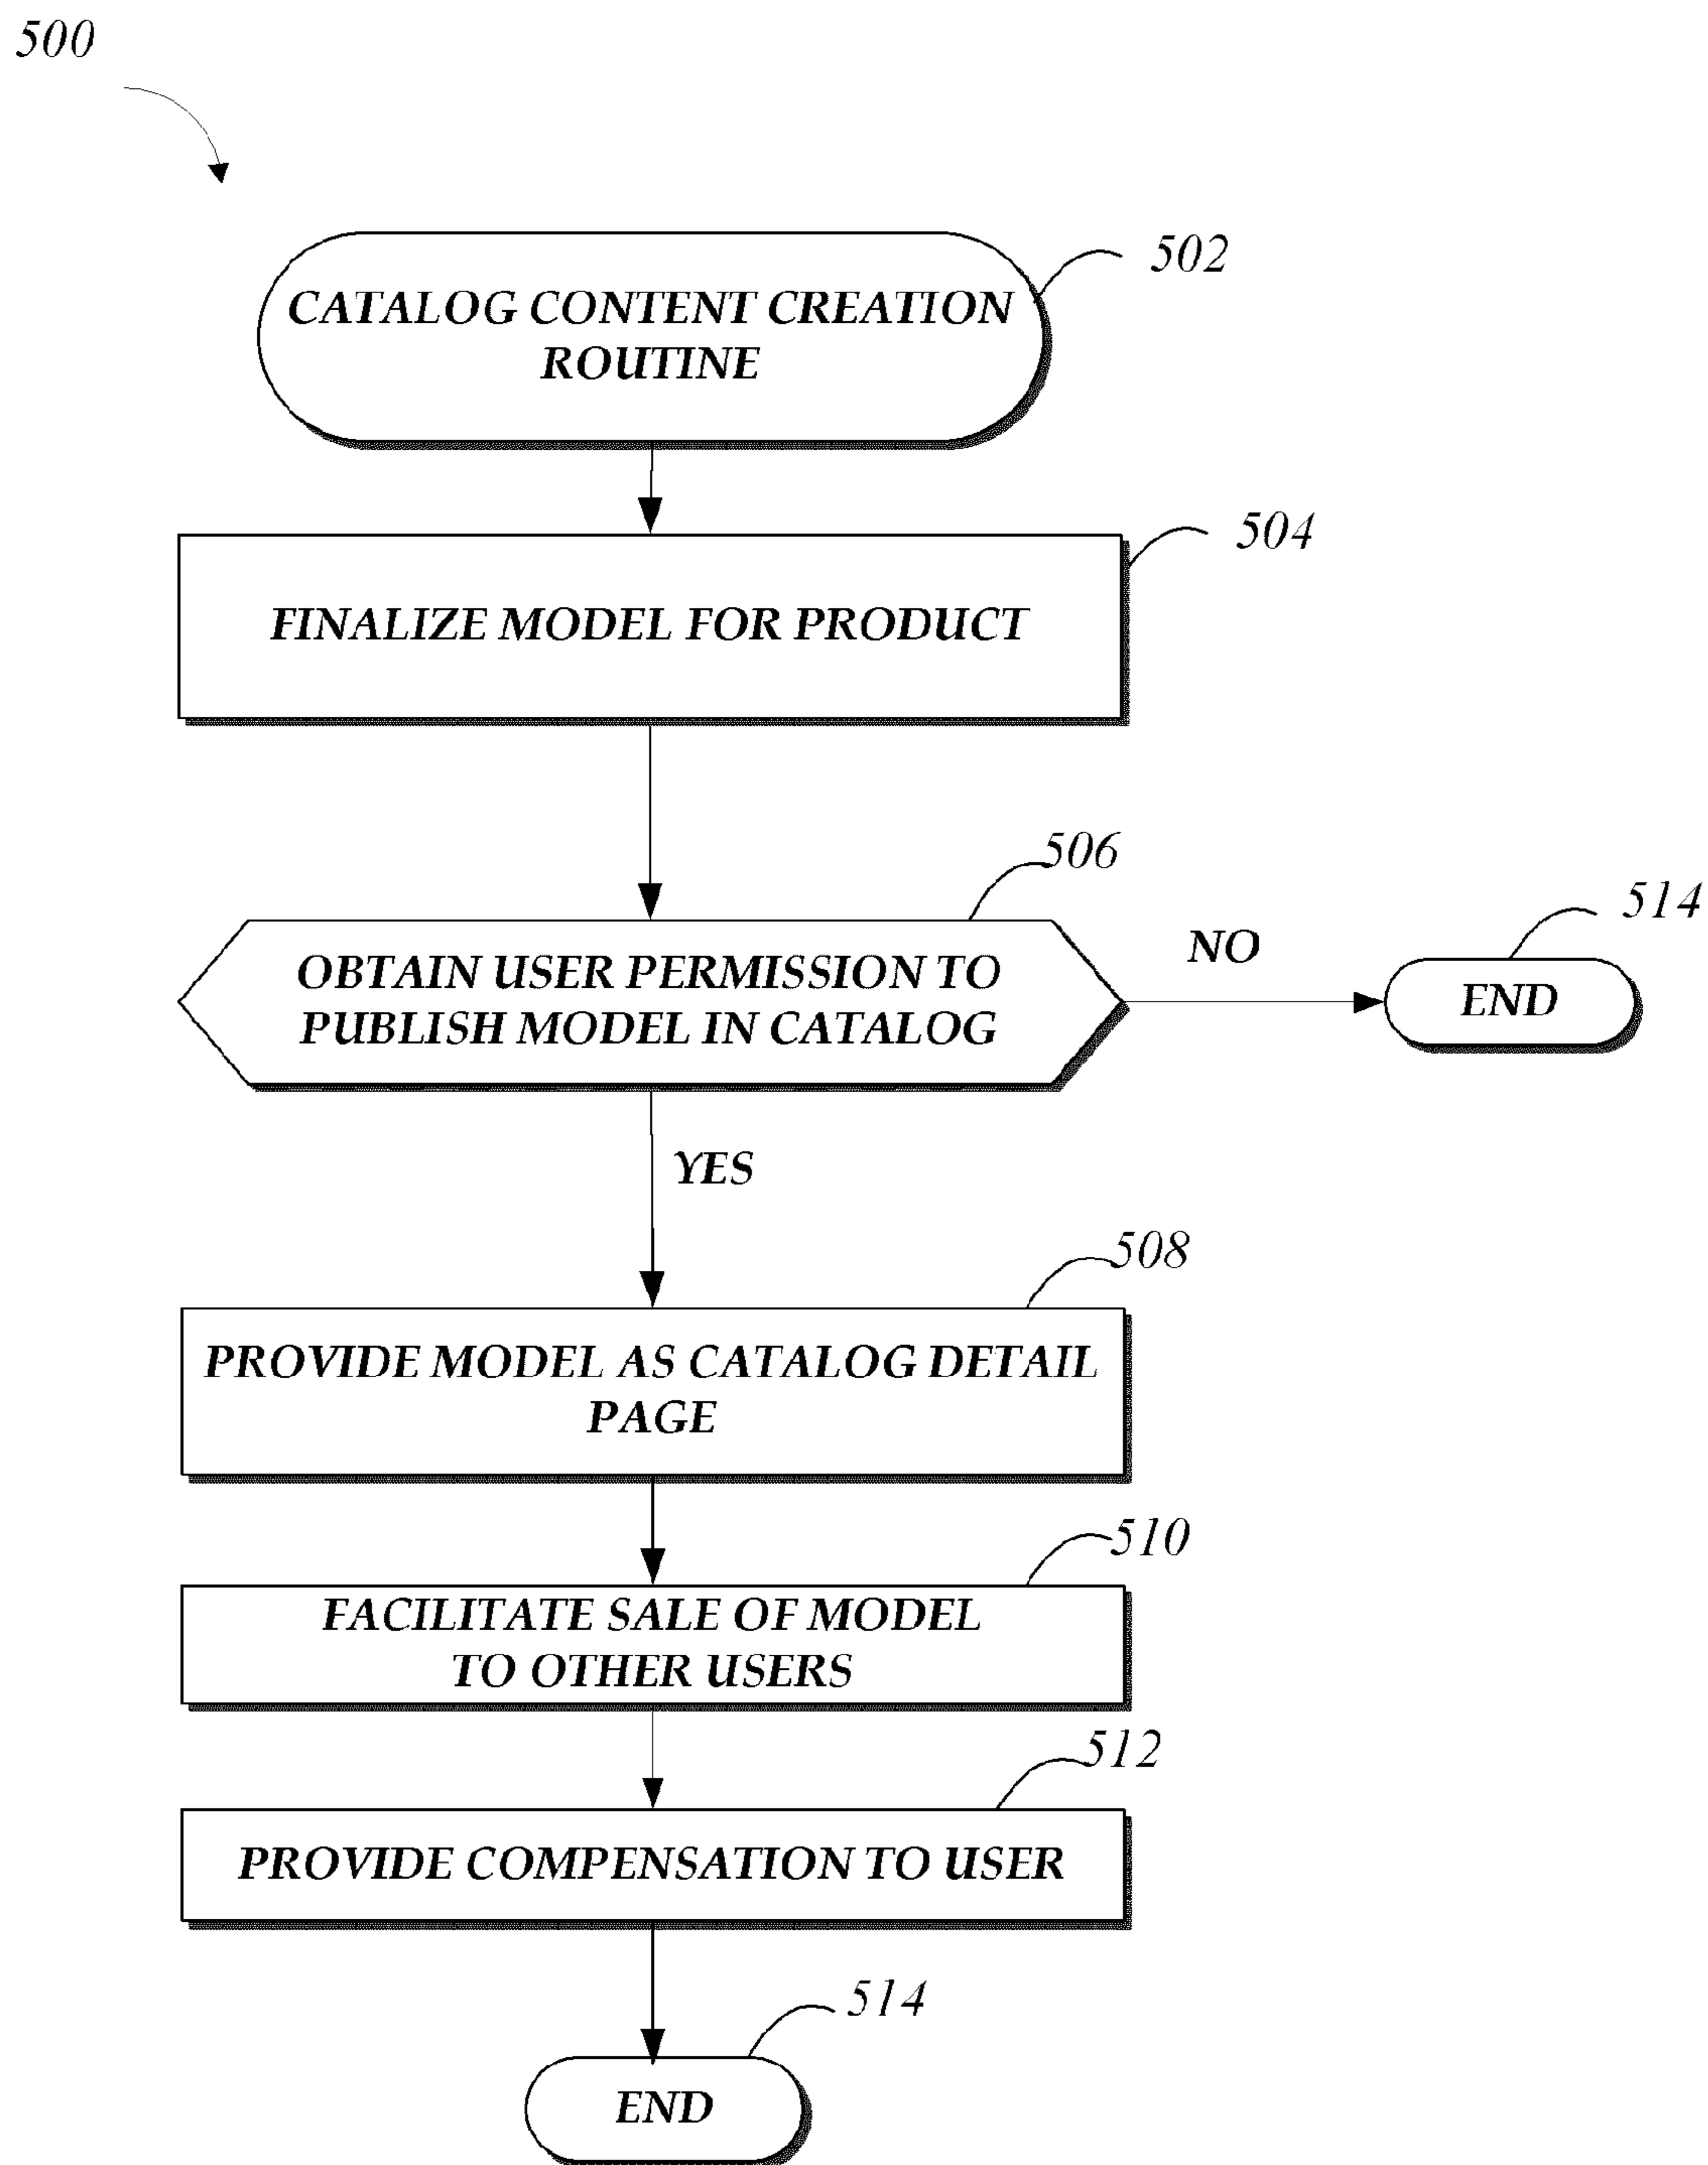 500
502
CATALOG CONTENT CREATION
ROUTINE
504
FINALIZE MODEL FOR PRODUCT
506
OBTAIN USER PERMISSION TO
PUBLISH MODEL IN CATALOG
NO
514
END
YES
508
PROVIDE MODEL AS CATALOG DETAIL
PAGE
510
FACILITATE SALE OF MODEL
TO OTHER USERS
512
PROVIDE COMPENSATION TO USER
514
END